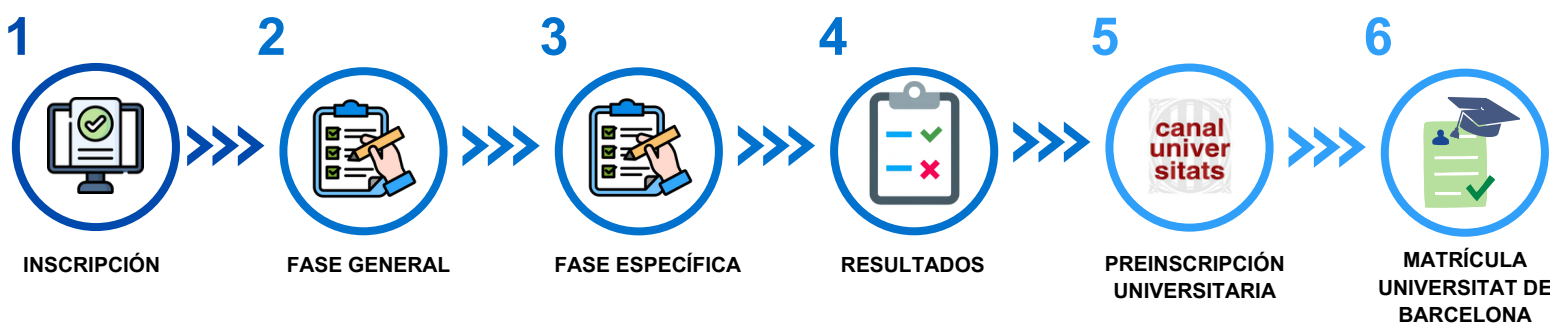 1
2
3
4
5
6
canal
univer
sitats
INSCRIPCIÓN
FASE GENERAL
FASE ESPECÍFICA
RESULTADOS
PREINSCRIPCIÓN
UNIVERSITARIA
MATRÍCULA
UNIVERSITAT DE
BARCELONA